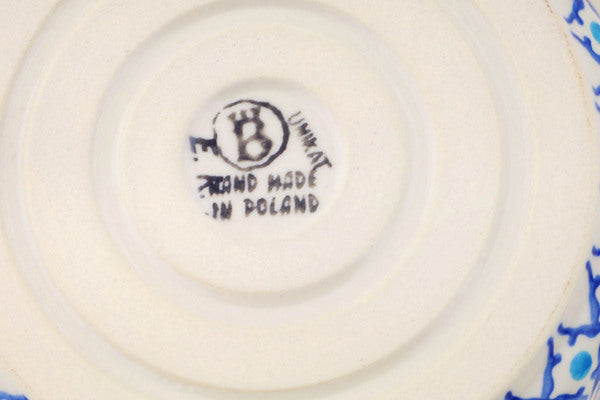 B
UNIKAT
E. K.
HAND MADE
IN POLAND